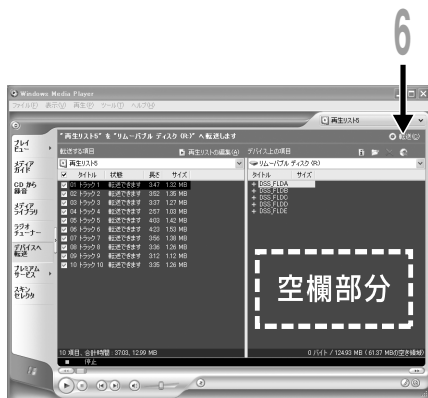 6
Windows Media Player
ファイル(F) 表示(V) 再生(P) ツール(T) ヘルプ(H)
再生リスト5
"再生リスト5" を "リムーバブル ディスク (R:)" へ転送します
転送(C)
転送する項目
再生リストの編集(A)
デバイス上の項目
再生リスト5
リムーバブル ディスク (R)
タイトル 状態 長さ サイズ
タイトル サイズ
01 トラック 1 転送できます 3:47 1.32 MB
02 トラック 2 転送できます 3:52 1.35 MB
03 トラック 3 転送できます 3:37 1.27 MB
04 トラック 4 転送できます 2:57 1.03 MB
05 トラック 5 転送できます 4:03 1.42 MB
06 トラック 6 転送できます 4:23 1.53 MB
07 トラック 7 転送できます 3:56 1.38 MB
08 トラック 8 転送できます 3:36 1.26 MB
09 トラック 9 転送できます 3:12 1.12 MB
10 トラック 10 転送できます 3:35 1.26 MB
DSS_FLDA
DSS_FLDB
DSS_FLDC
DSS_FLDD
DSS_FLDE
空欄部分
プレイ
ビュー
メディア
ガイド
CD から
録音
メディア
ライブラリ
ラジオ
チューナー
デバイスへ
転送
プレミアム
サービス
スキン
セレクタ
10 項目、合計時間 : 37:03, 12.99 MB
0 バイト / 124.93 MB (61.37 MBの空き領域)
停止